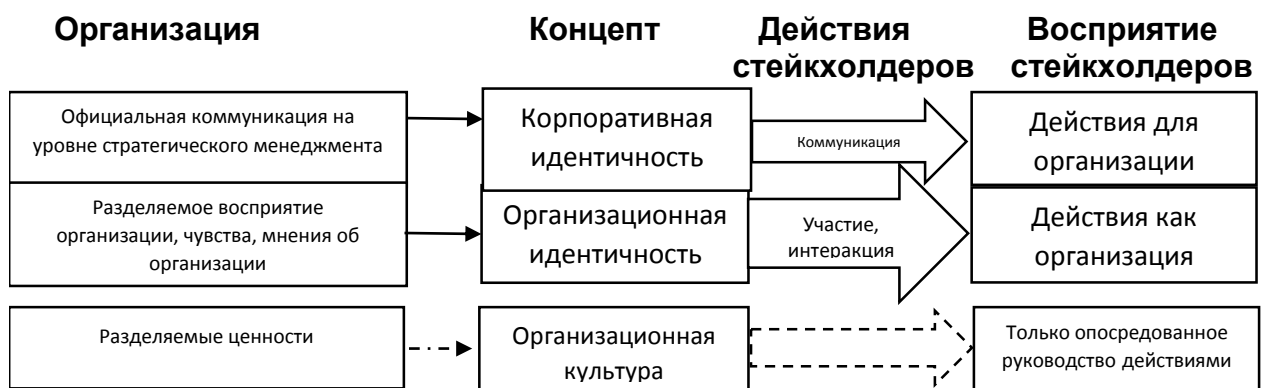 Организация Концепт Действия стейкхолдеров Восприятие стейкхолдеров
Официальная коммуникация на
уровне стратегического менеджмента
Корпоративная
идентичность
Коммуникация
Действия для
организации
Разделяемое восприятие
организации, чувства, мнения об
организации
Организационная
идентичность
Участие,
интеракция
Действия как
организация
Разделяемые ценности
Организационная
культура
Только опосредованное
руководство действиями